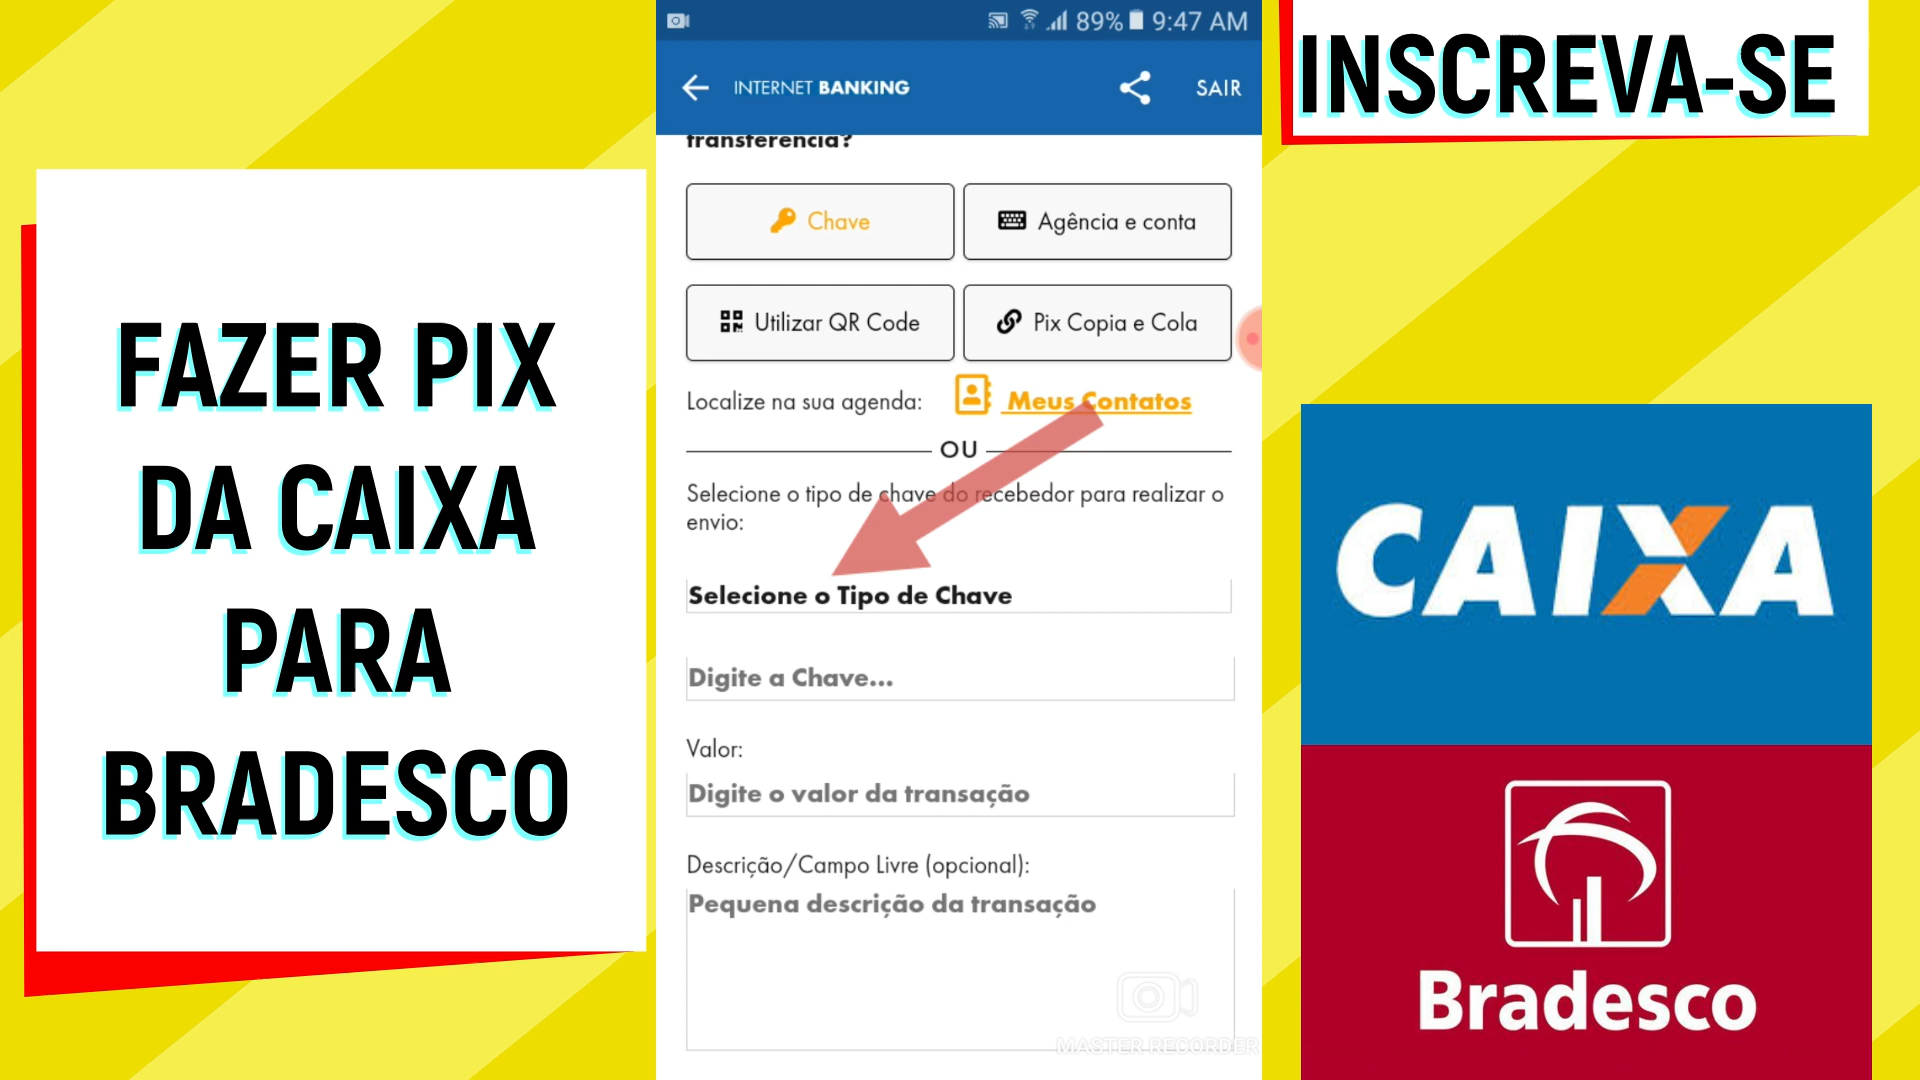 FAZER PIX
DA CAIXA
PARA
BRADESCO
89% 9:47 AM
INTERNET BANKING
SAIR
transferência?
Chave
Agência e conta
Utilizar QR Code
Pix Copia e Cola
Localize na sua agenda: Meus Contatos
OU
Selecione o tipo de chave do recebedor para realizar o
envio:
Selecione o Tipo de Chave
Digite a Chave...
Valor:
Digite o valor da transação
Descrição/Campo Livre (opcional):
Pequena descrição da transação
MASTER RECORDER
INSCREVA-SE
CAIXA
Bradesco